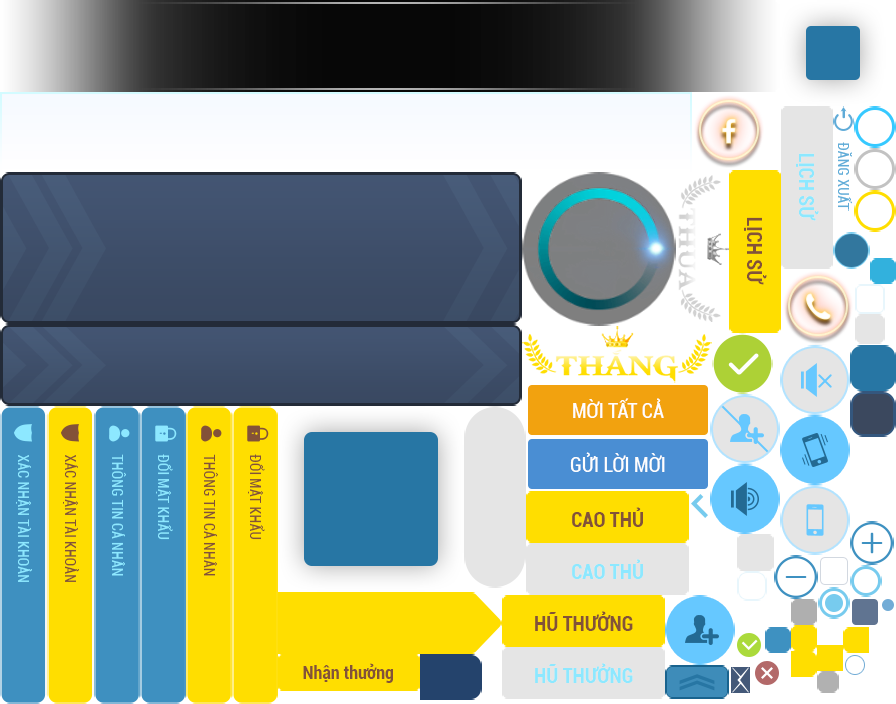 LỊCH SỬ
ĐĂNG XUẤT
LỊCH SỬ
THUA
THẮNG
MỜI TẤT CẢ
GỬI LỜI MỜI
CAO THỦ
CAO THỦ
HŨ THƯỞNG
HŨ THƯỞNG
XÁC NHẬN TÀI KHOẢN
XÁC NHẬN TÀI KHOẢN
THÔNG TIN CÁ NHÂN
ĐỔI MẬT KHẨU
THÔNG TIN CÁ NHÂN
ĐỔI MẬT KHẨU
Nhận thưởng